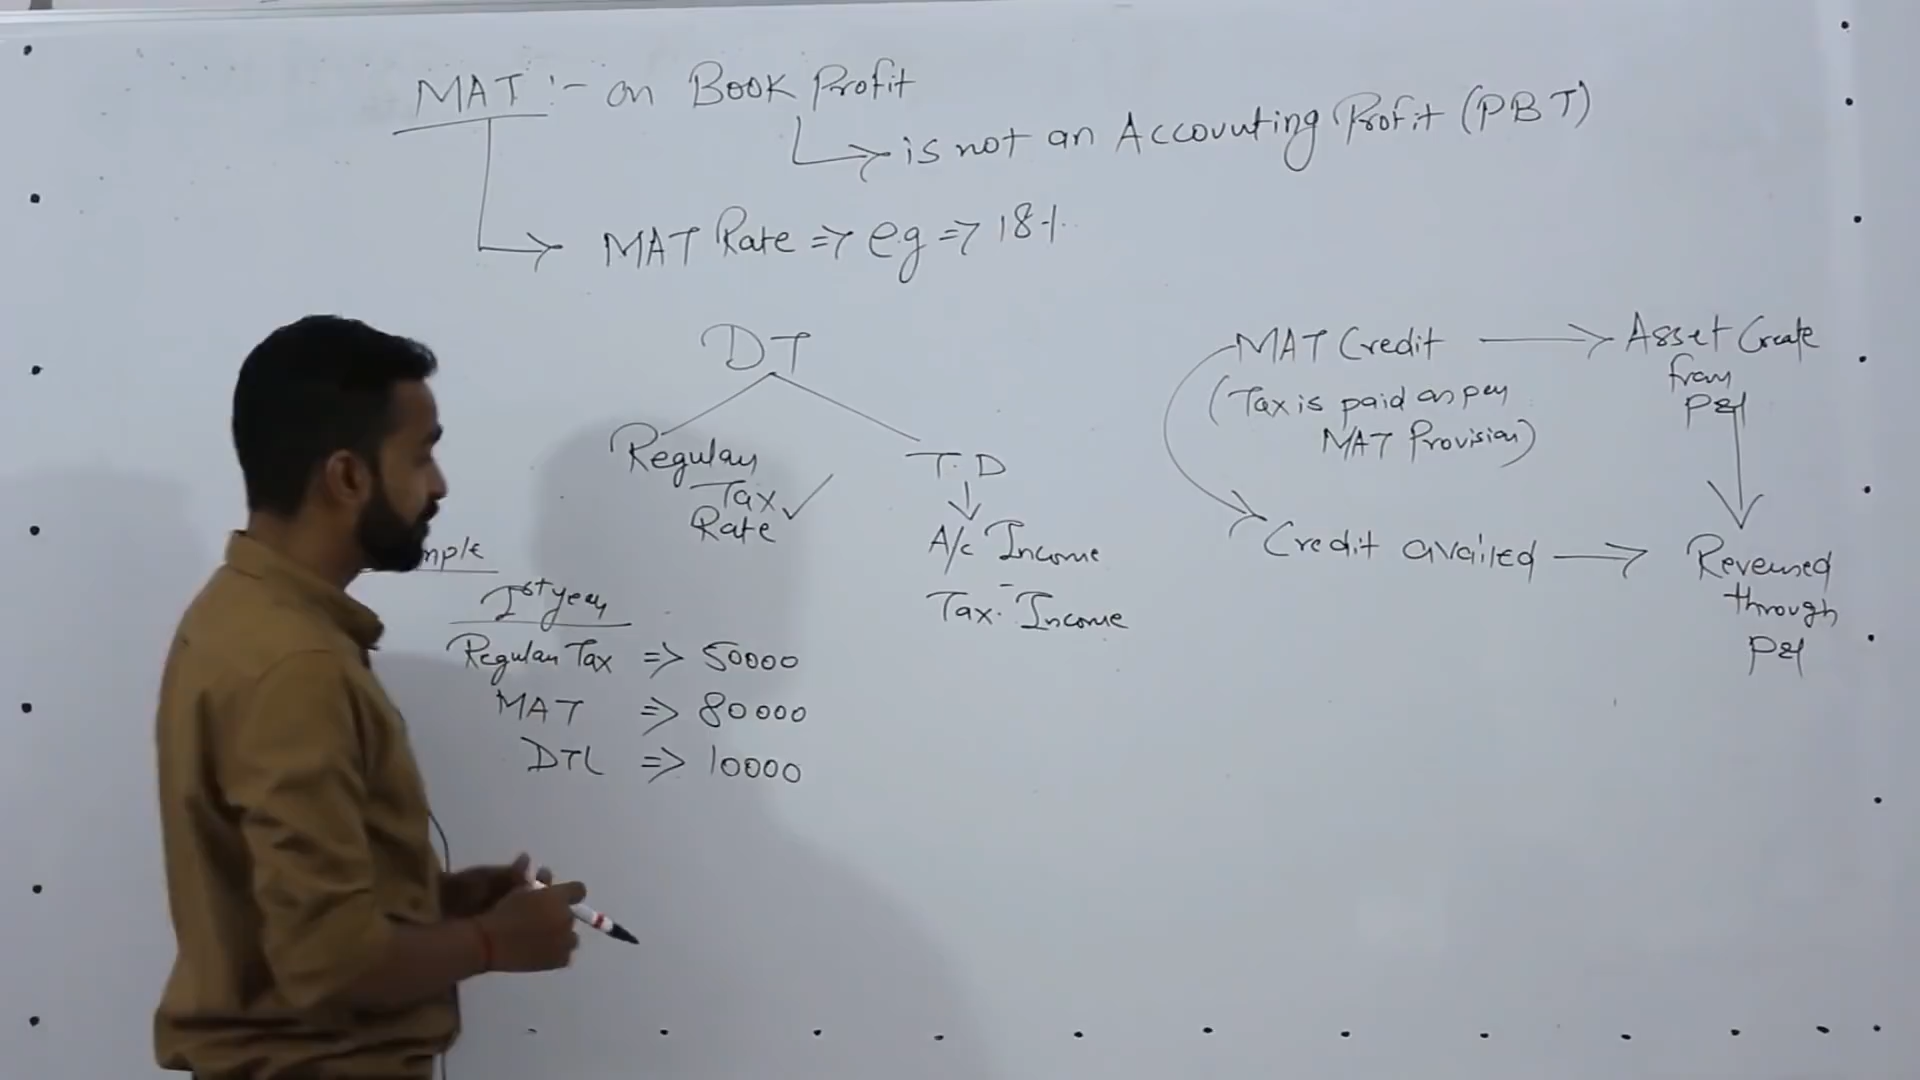 MAT :- on Book Profit
is not an Accounting Profit (PBT)
MAT Rate => eg => 18%
DT
Regular
Tax
Rate
T.D
A/c Income
-
Tax. Income
MAT Credit
(Tax is paid as per
MAT Provision)
Asset Create
from
P&L
Credit availed
Reversed
through
P&L
mple
Ist year
Regular Tax => 50000
MAT => 80000
DTL => 10000